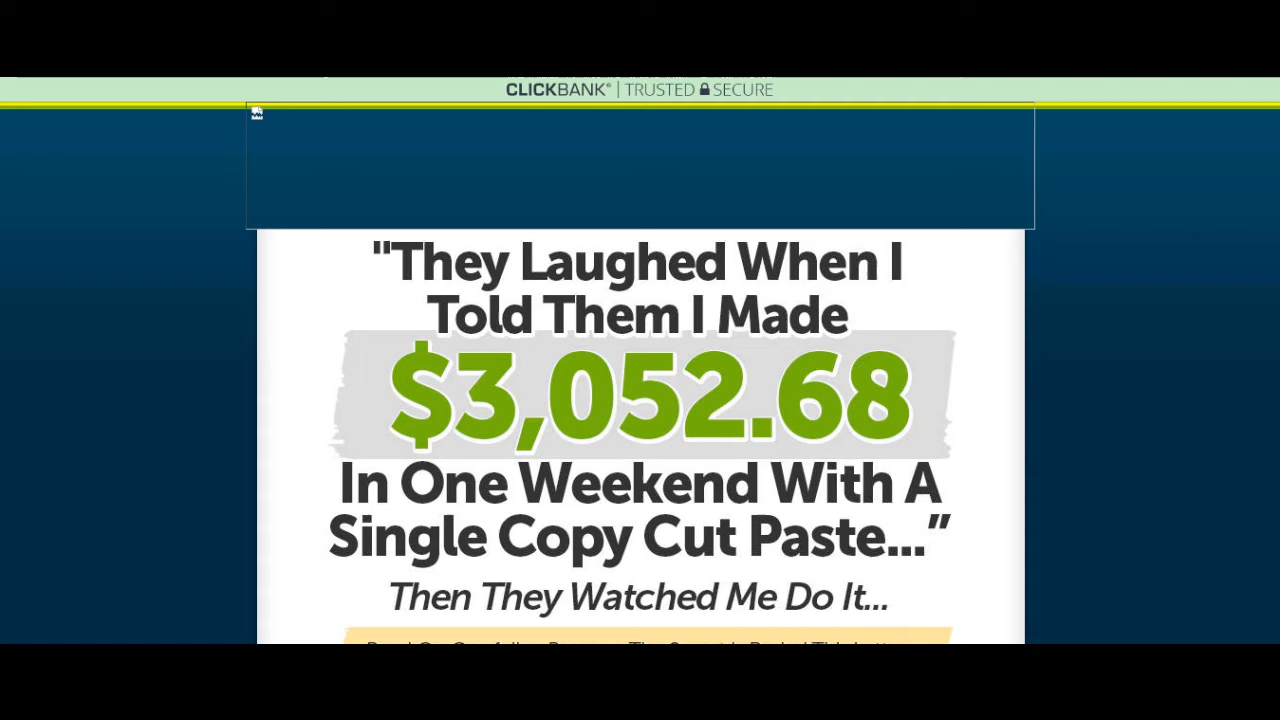 CLICKBANK® | TRUSTED SECURE
"They Laughed When I
Told Them I Made
$3,052.68
In One Weekend With A
Single Copy Cut Paste...”
Then They Watched Me Do It...